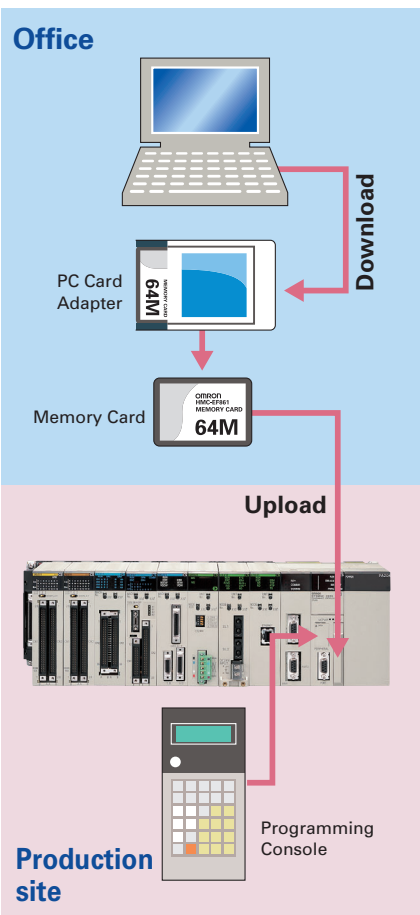 Office
Download
PC Card
Adapter
MEMORY CARD
64M
Memory Card
OMRON
HMC-EF861
MEMORY CARD
64M
Upload
Programming
Console
Production
site